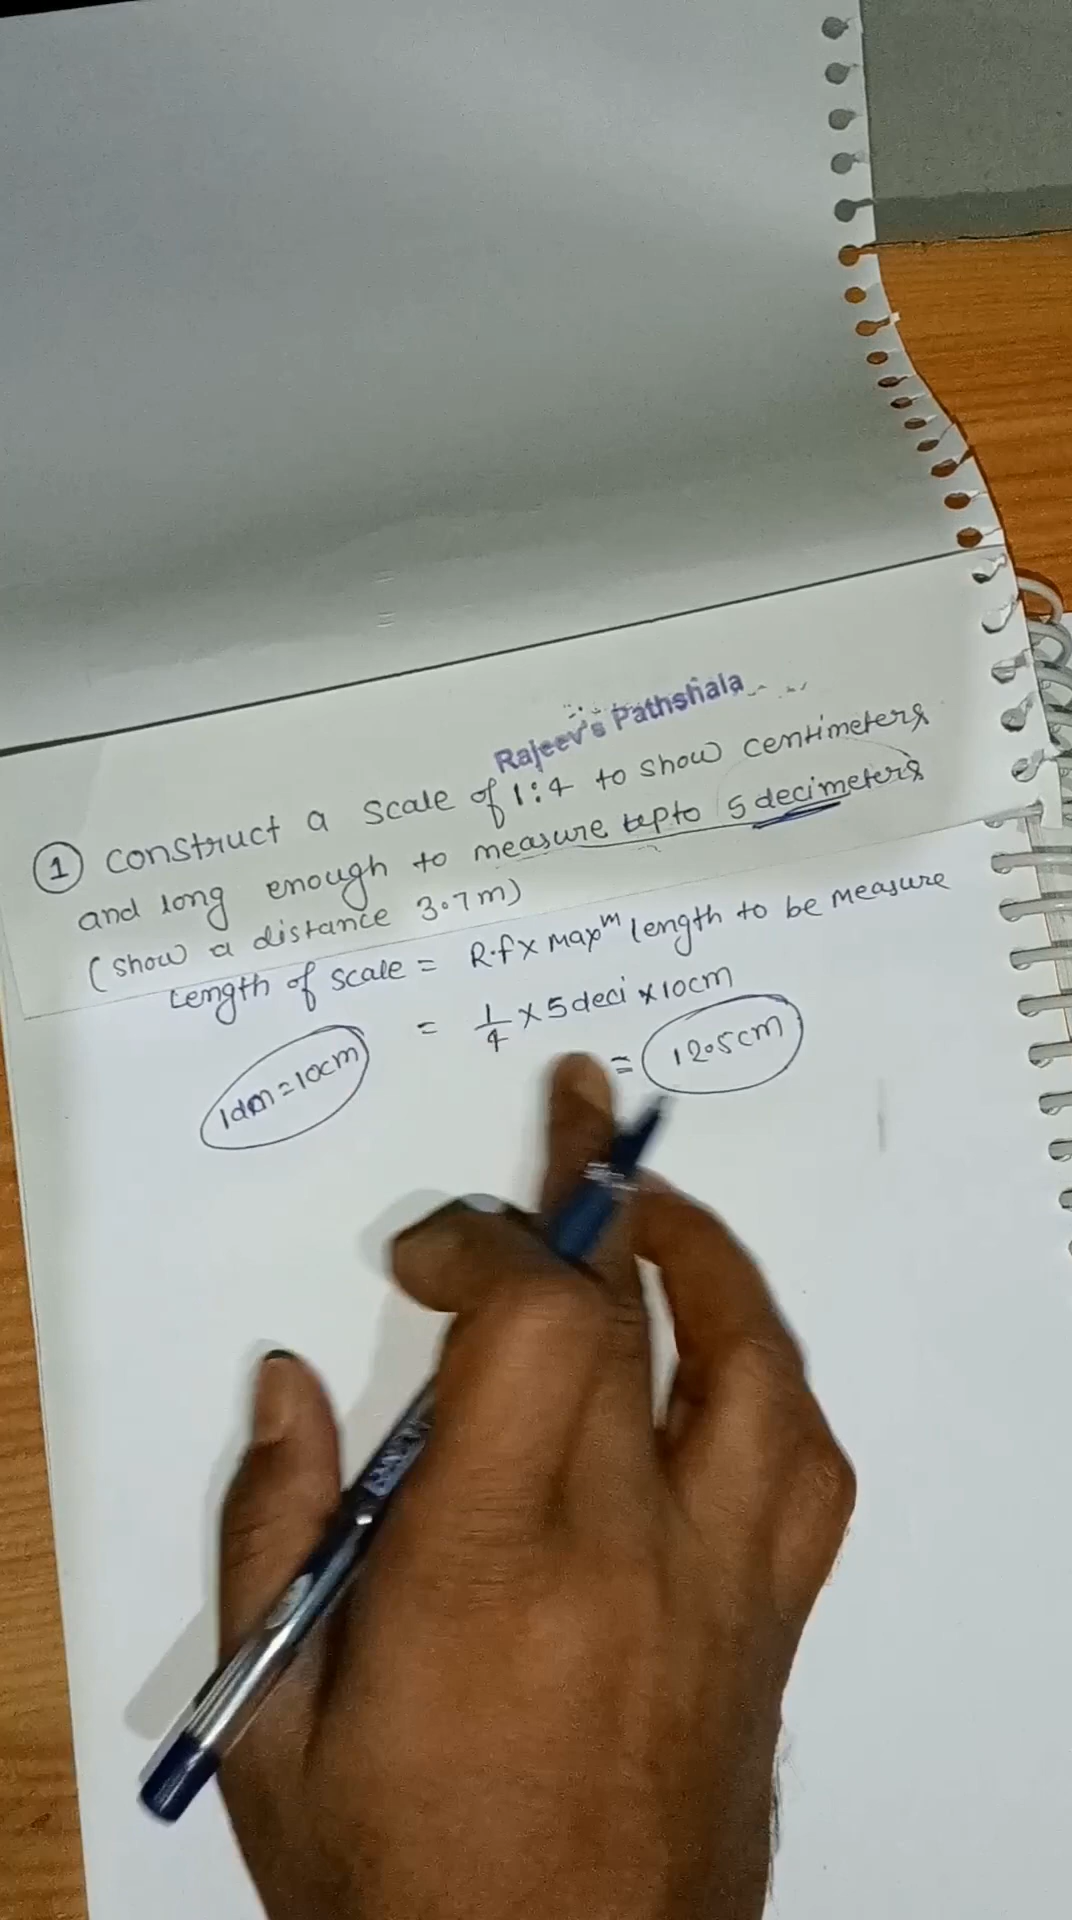 Rajeev's Pathshala
① construct a scale of 1:4 to show centimeters
and long enough to measure upto 5 decimeters
(show a distance 3.7m)
Length of scale = R.f x maxᵐ length to be measure
= 1/4 x 5 deci x 10cm
1dm = 10cm
= 12.5cm